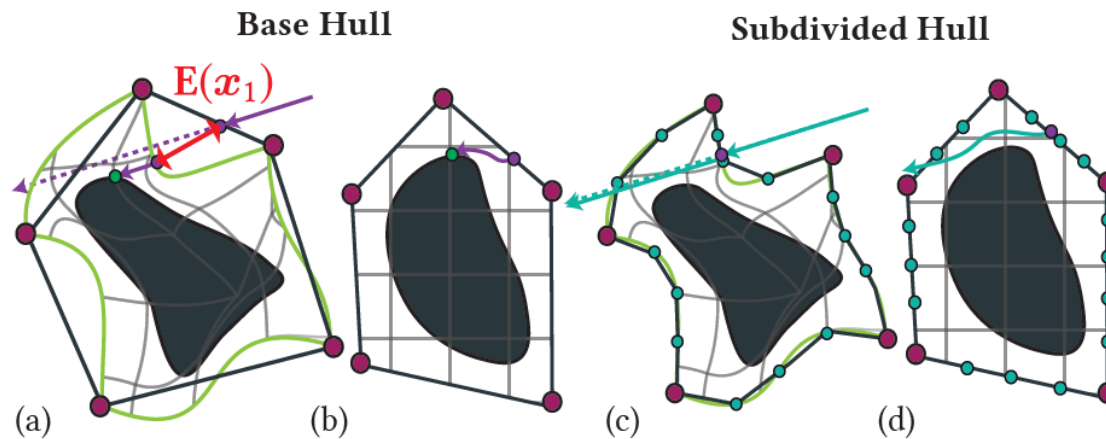 Base Hull
Subdivided Hull
E(x₁)
(a)
(b)
(c)
(d)